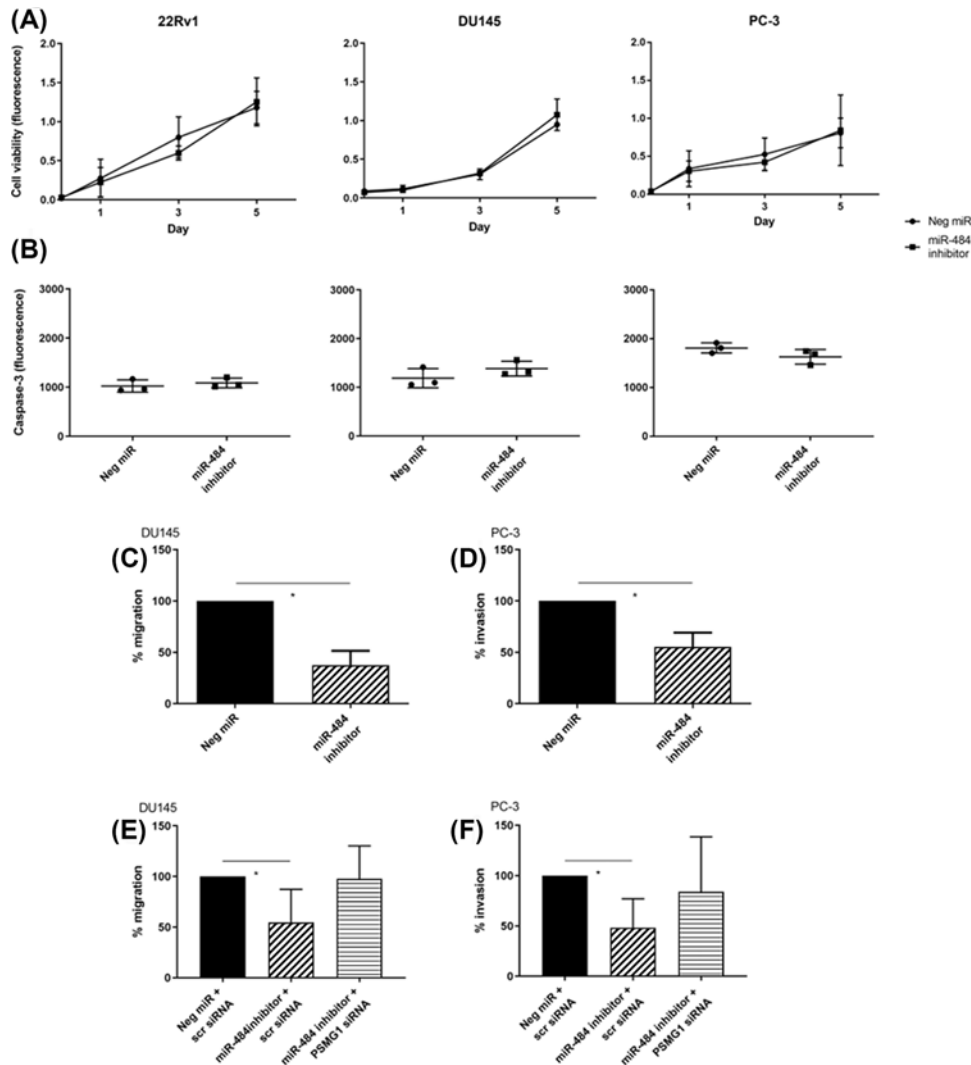 (A)
22Rv1
DU145
PC-3
Cell viability (fluorescence)
2.0
1.5
1.0
0.5
0.0
1
3
5
Day
2.0
1.5
1.0
0.5
0.0
1
3
5
Day
2.0
1.5
1.0
0.5
0.0
1
3
5
Day
Neg miR
miR-484
inhibitor
(B)
Caspase-3 (fluorescence)
3000
2000
1000
0
Neg miR
miR-484
inhibitor
3000
2000
1000
0
Neg miR
miR-484
inhibitor
3000
2000
1000
0
Neg miR
miR-484
inhibitor
DU145
(C)
% migration
150
100
50
0
*
Neg miR
miR-484
inhibitor
PC-3
(D)
% invasion
150
100
50
0
*
Neg miR
miR-484
inhibitor
DU145
(E)
% migration
150
100
50
0
*
Neg miR +
scr siRNA
miR-484inhibitor +
scr siRNA
miR-484 inhibitor +
PSMG1 siRNA
PC-3
(F)
% invasion
150
100
50
0
*
Neg miR +
scr siRNA
miR-484 inhibitor +
scr siRNA
miR-484 inhibitor +
PSMG1 siRNA